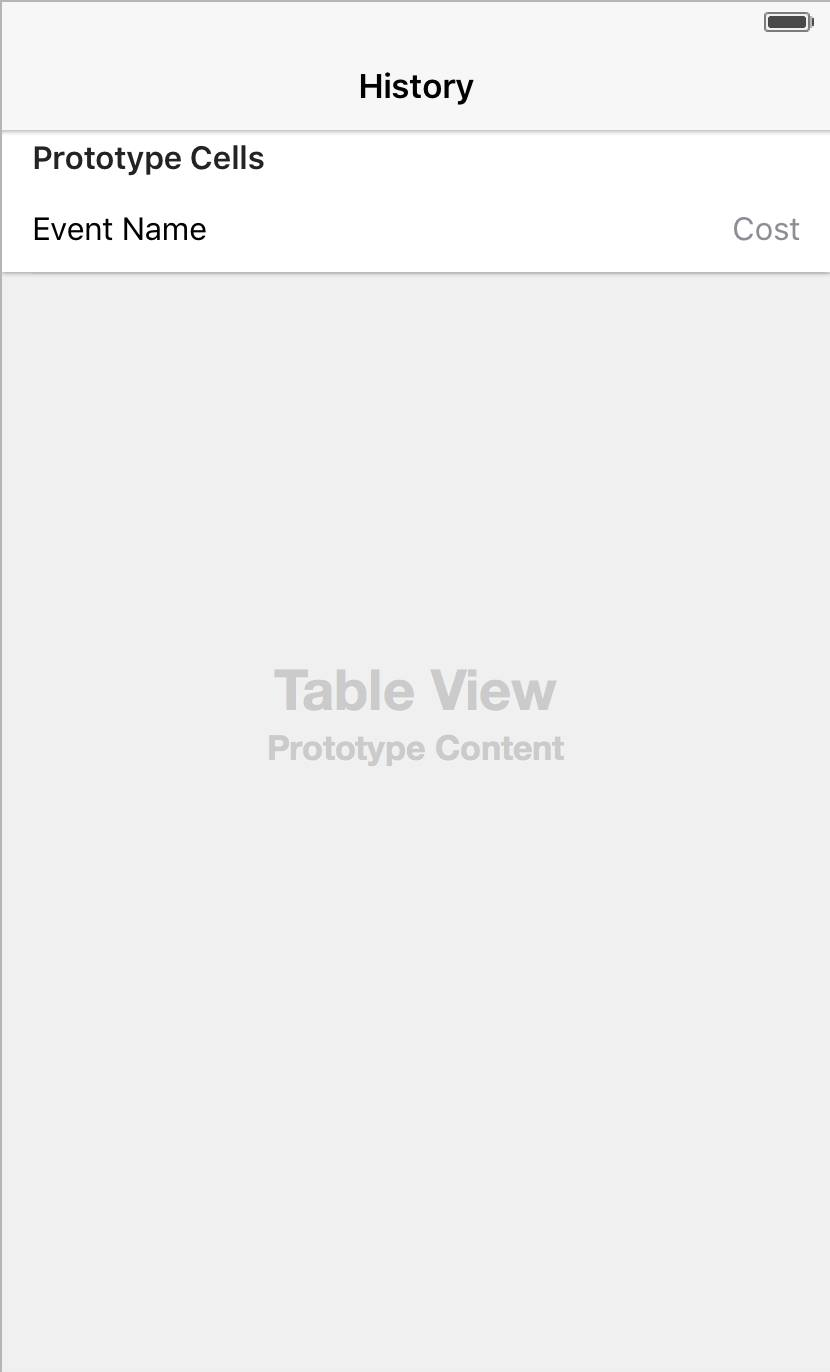 History
Prototype Cells
Event Name Cost
Table View
Prototype Content